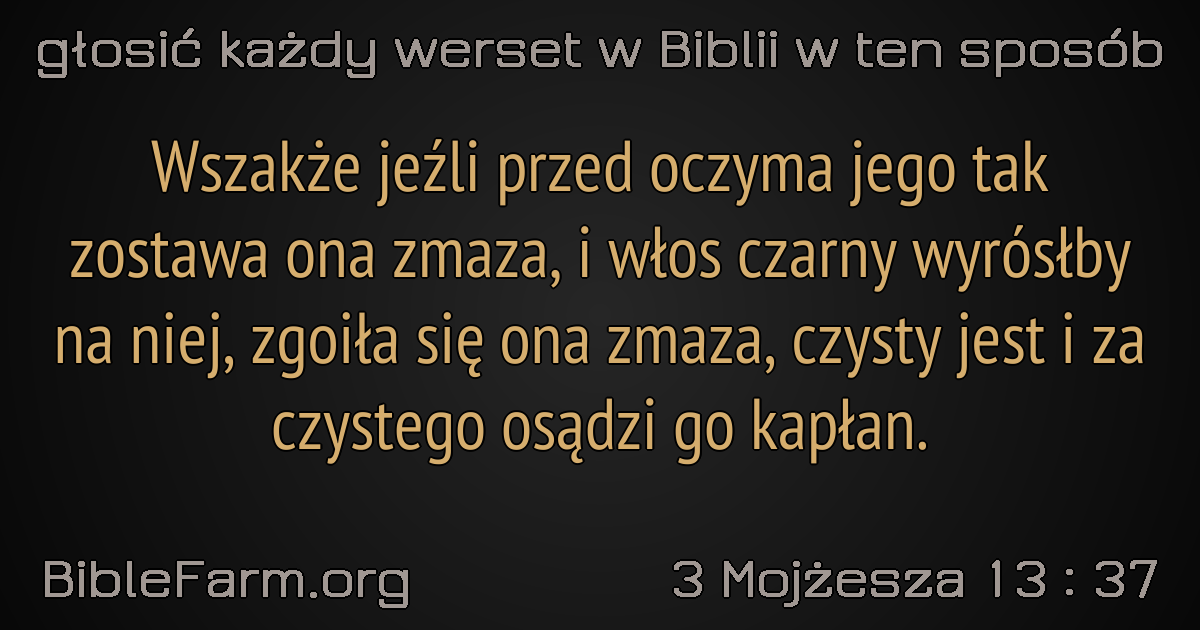 głosić każdy werset w Biblii w ten sposób
Wszakże jeźli przed oczyma jego tak
zostawa ona zmaza, i włos czarny wyrósłby
na niej, zgoiła się ona zmaza, czysty jest i za
czystego osądzi go kapłan.
BibleFarm.org
3 Mojżesza 13 : 37